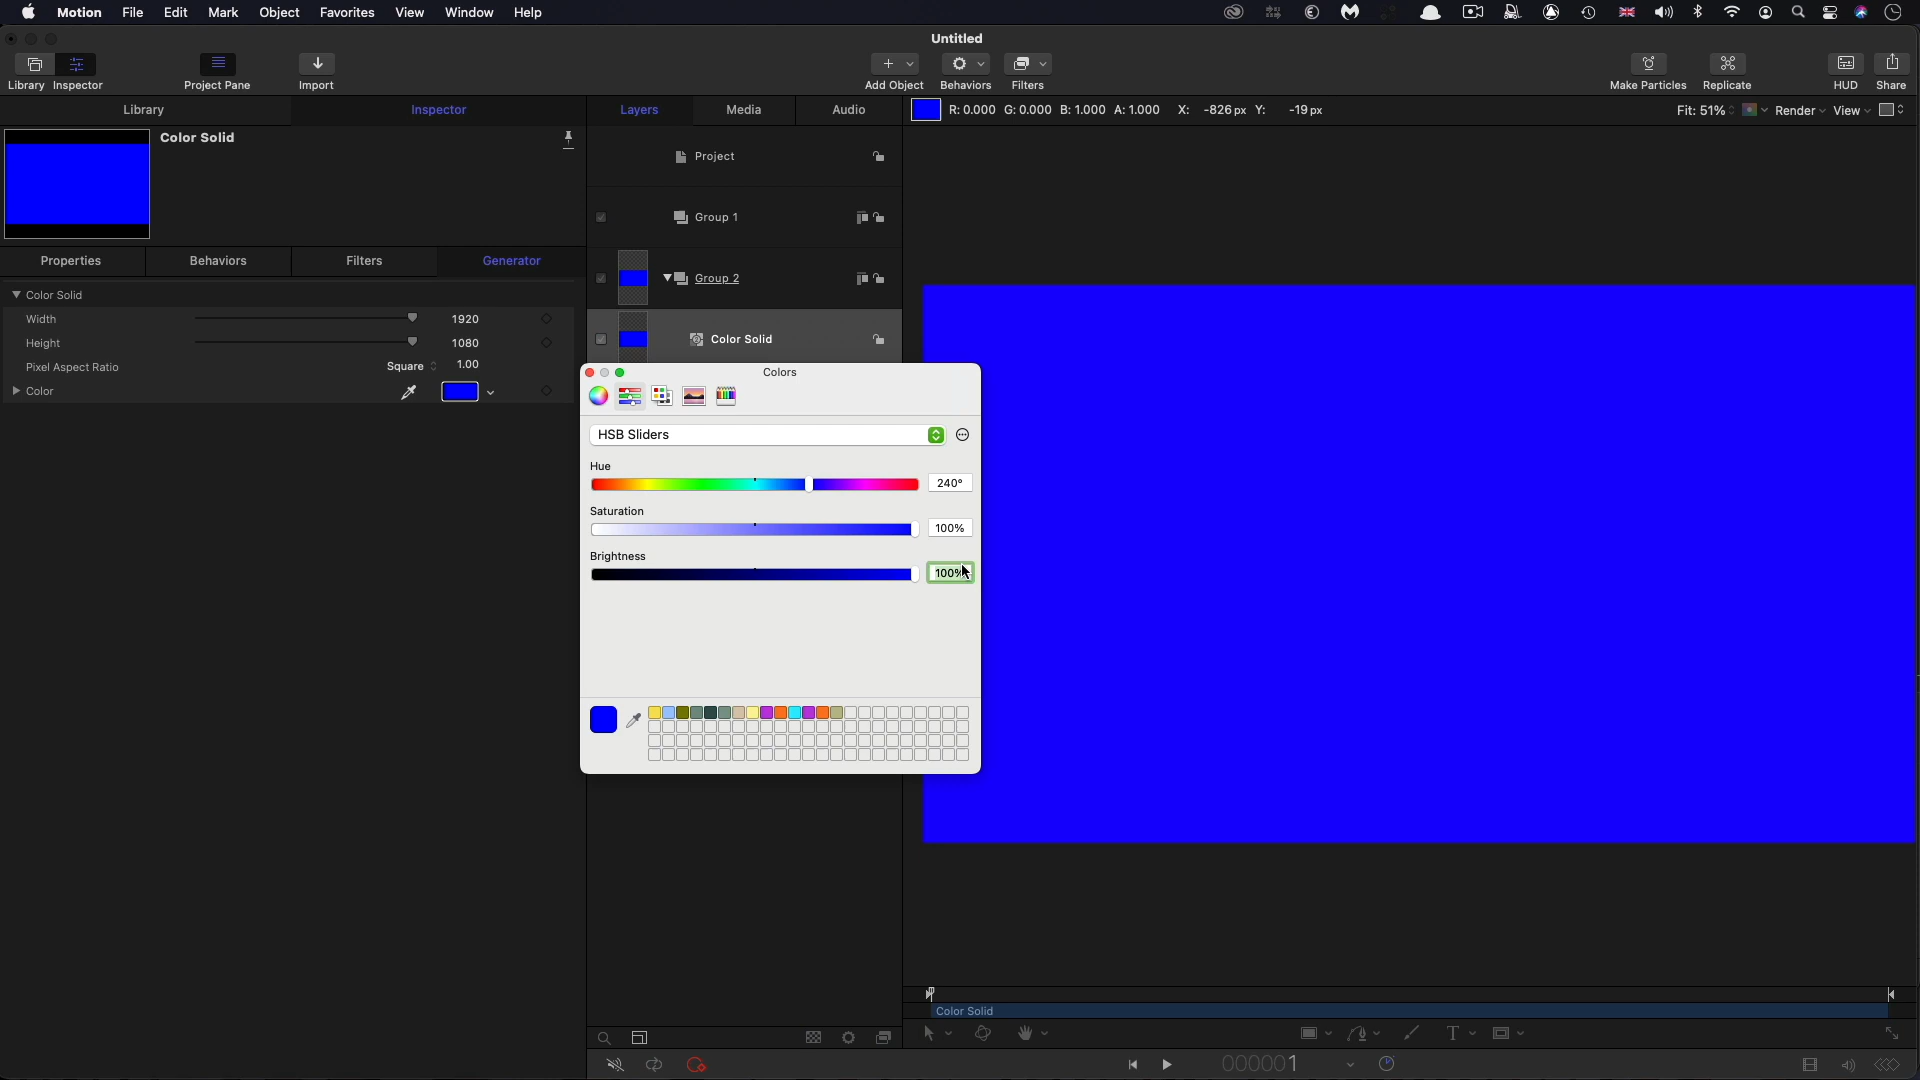 Motion File Edit Mark Object Favorites View Window Help
Untitled
Library Inspector Project Pane Import Add Object Behaviors Filters Make Particles Replicate HUD Share
Library Inspector Layers Media Audio R: 0.000 G: 0.000 B: 1.000 A: 1.000 X: -826 px Y: -19 px Fit: 51% Render View
Color Solid
Project
Group 1
Properties Behaviors Filters Generator
Group 2
Color Solid
Width 1920
Height 1080
Pixel Aspect Ratio Square 1.00
Color
Color Solid
Colors
HSB Sliders
Hue
240°
Saturation
100%
Brightness
100%
Color Solid
T
000001